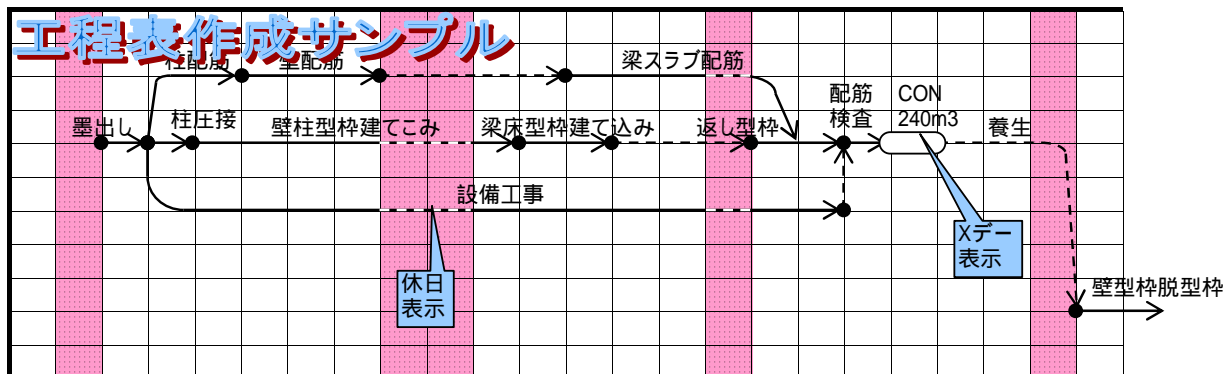 工程表作成サンプル
柱配筋
壁配筋
梁スラブ配筋
配筋
検査
CON
240m3
墨出し
柱圧接
壁柱型枠建てこみ
梁床型枠建て込み
返し型枠
養生
設備工事
Xデー
表示
休日
表示
壁型枠脱型枠